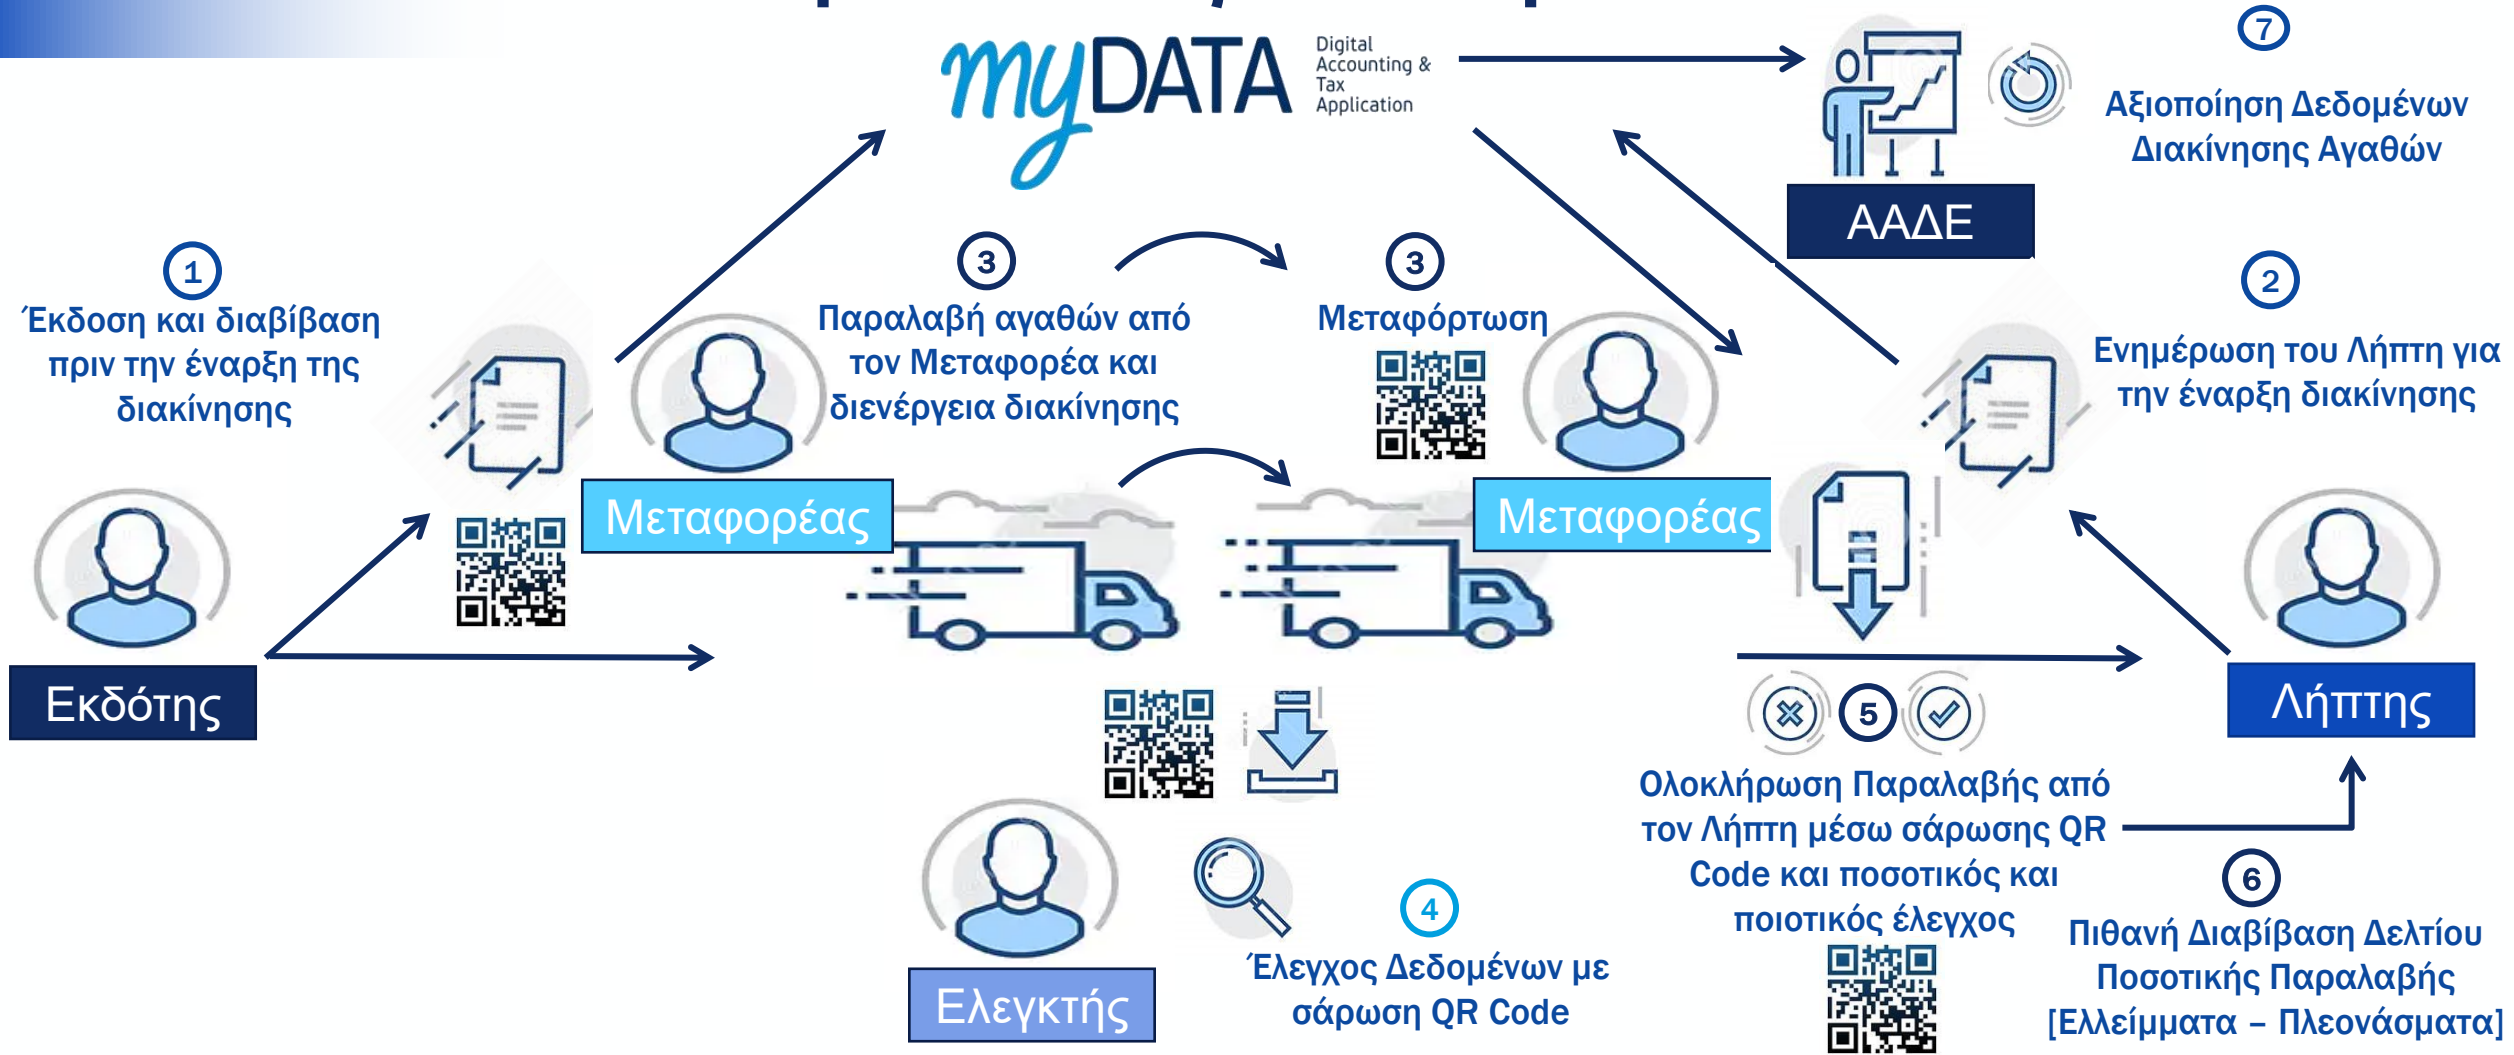 myDATA
Digital
Accounting &
Tax
Application
7
Αξιοποίηση Δεδομένων
Διακίνησης Αγαθών
ΑΑΔΕ
1
Έκδοση και διαβίβαση
πριν την έναρξη της
διακίνησης
3
Παραλαβή αγαθών από
τον Μεταφορέα και
διενέργεια διακίνησης
3
Μεταφόρτωση
2
Ενημέρωση του Λήπτη για
την έναρξη διακίνησης
Μεταφορέας
Μεταφορέας
Εκδότης
Λήπτης
5
Ολοκλήρωση Παραλαβής από
τον Λήπτη μέσω σάρωσης QR
Code και ποσοτικός και
ποιοτικός έλεγχος
4
Έλεγχος Δεδομένων με
σάρωση QR Code
Ελεγκτής
6
Πιθανή Διαβίβαση Δελτίου
Ποσοτικής Παραλαβής
[Ελλείμματα – Πλεονάσματα]